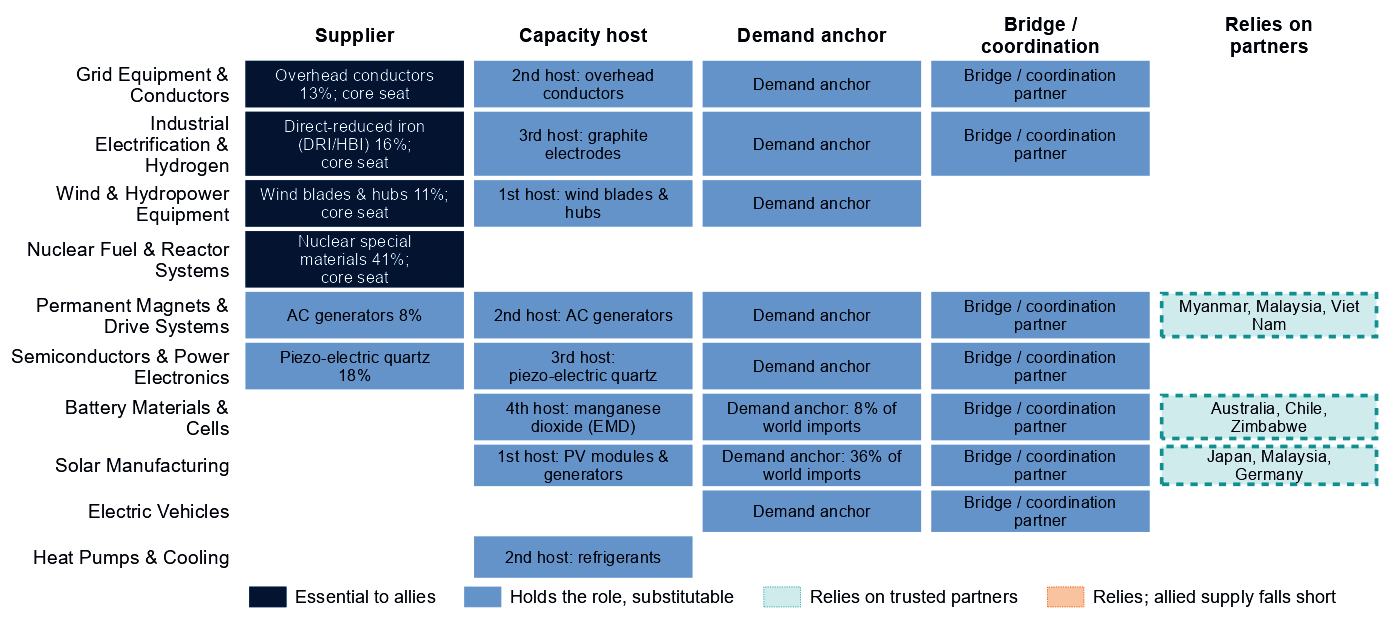 Supplier
Capacity host
Demand anchor
Bridge /
coordination
Relies on
partners
Grid Equipment &
Conductors
Overhead conductors
13%; core seat
2nd host: overhead
conductors
Demand anchor
Bridge / coordination
partner
Industrial
Electrification &
Hydrogen
Direct-reduced iron
(DRI/HBI) 16%;
core seat
3rd host: graphite
electrodes
Demand anchor
Bridge / coordination
partner
Wind & Hydropower
Equipment
Wind blades & hubs 11%;
core seat
1st host: wind blades &
hubs
Demand anchor
Nuclear Fuel & Reactor
Systems
Nuclear special
materials 41%;
core seat
Permanent Magnets &
Drive Systems
AC generators 8%
2nd host: AC generators
Demand anchor
Bridge / coordination
partner
Myanmar, Malaysia, Viet
Nam
Semiconductors & Power
Electronics
Piezo-electric quartz
18%
3rd host:
piezo-electric quartz
Demand anchor
Bridge / coordination
partner
Battery Materials &
Cells
4th host: manganese
dioxide (EMD)
Demand anchor: 8% of
world imports
Bridge / coordination
partner
Australia, Chile,
Zimbabwe
Solar Manufacturing
1st host: PV modules &
generators
Demand anchor: 36% of
world imports
Bridge / coordination
partner
Japan, Malaysia,
Germany
Electric Vehicles
Demand anchor
Bridge / coordination
partner
Heat Pumps & Cooling
2nd host: refrigerants
Essential to allies
Holds the role, substitutable
Relies on trusted partners
Relies; allied supply falls short